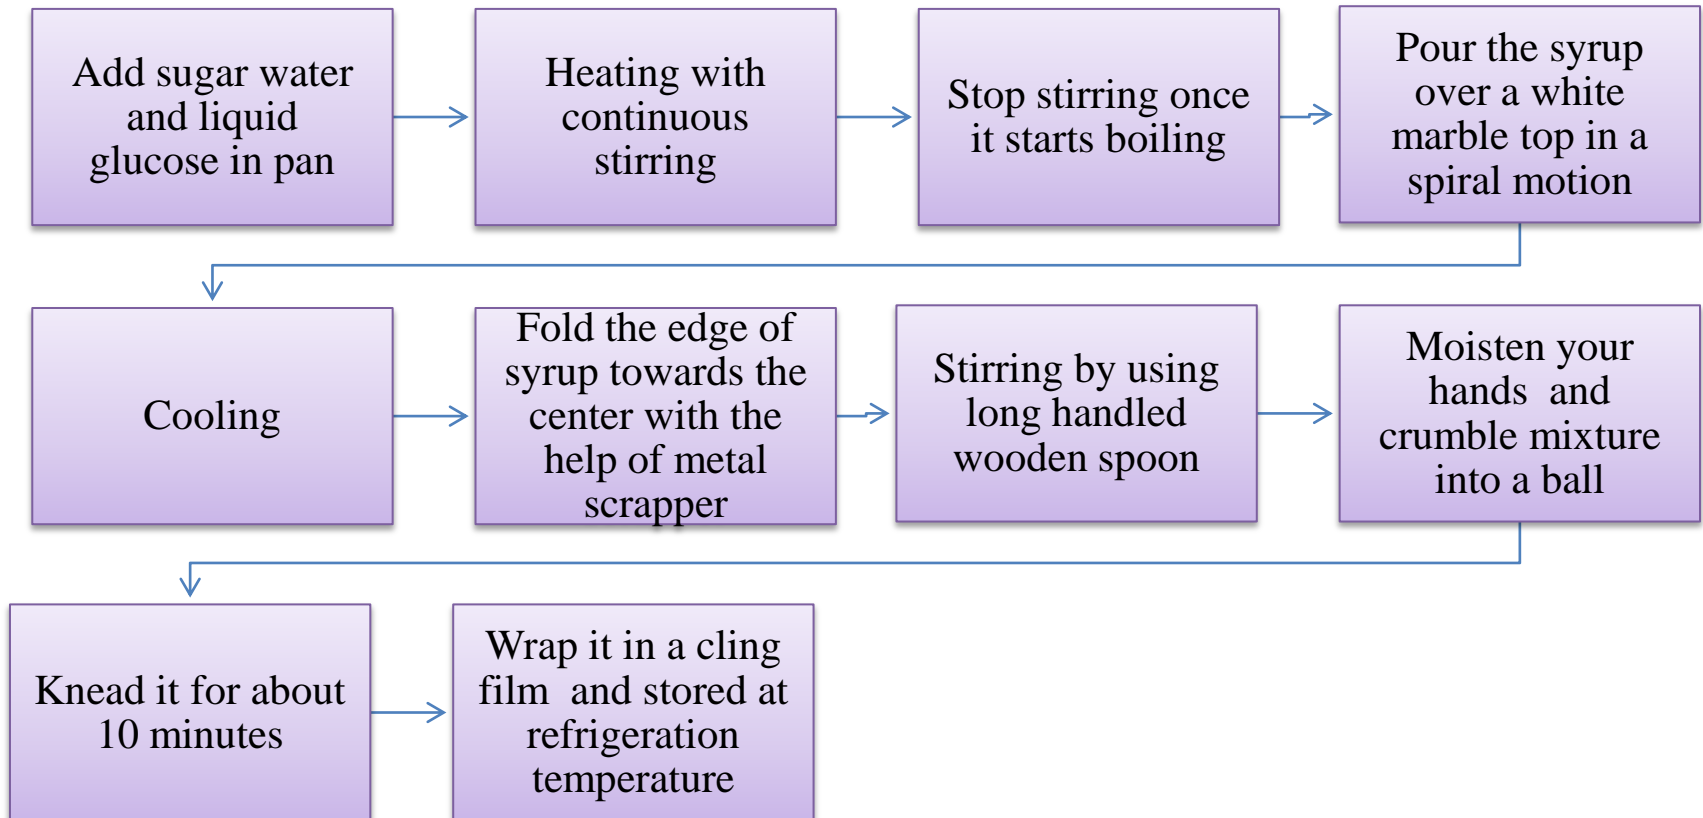 Add sugar water
and liquid
glucose in pan
Heating with
continuous
stirring
Stop stirring once
it starts boiling
Pour the syrup
over a white
marble top in a
spiral motion
Cooling
Fold the edge of
syrup towards the
center with the
help of metal
scrapper
Stirring by using
long handled
wooden spoon
Moisten your
hands and
crumble mixture
into a ball
Knead it for about
10 minutes
Wrap it in a cling
film and stored at
refrigeration
temperature